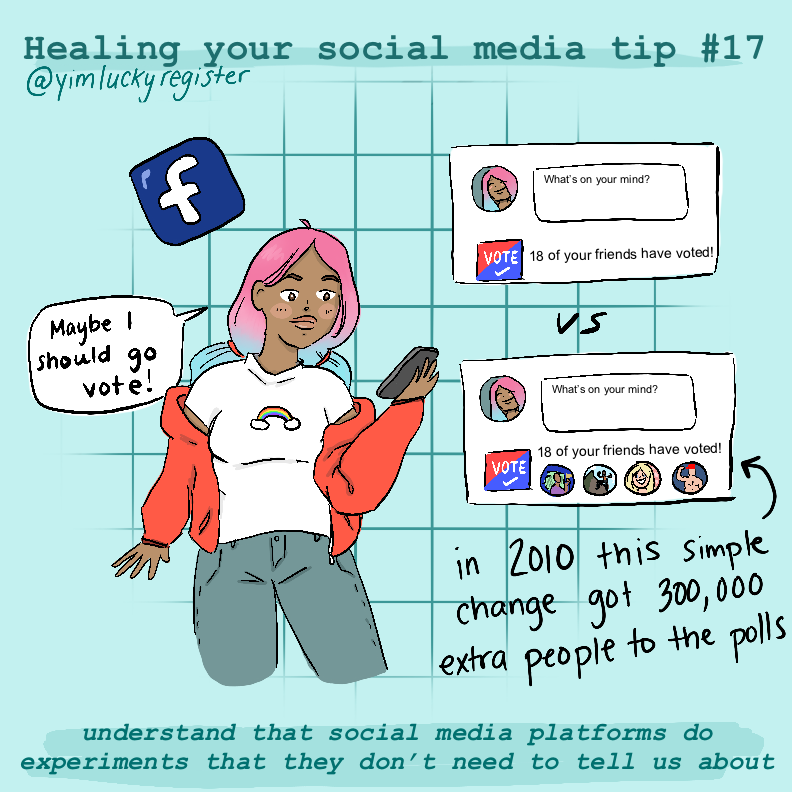 Healing your social media tip #17
@yimluckyregister
f
What's on your mind?
VOTE
18 of your friends have voted!
Maybe I
should go
vote!
vs
What's on your mind?
VOTE
18 of your friends have voted!
in 2010 this simple
change got 300,000
extra people to the polls
understand that social media platforms do
experiments that they don't need to tell us about